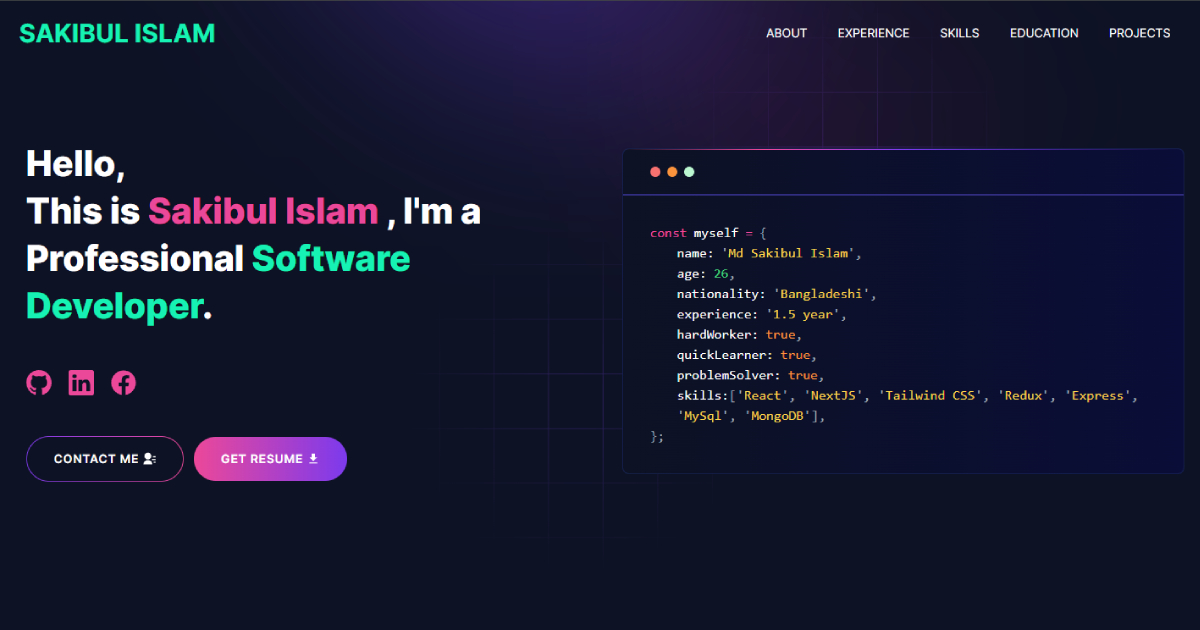 SAKIBUL ISLAM
ABOUT EXPERIENCE SKILLS EDUCATION PROJECTS
Hello,
This is Sakibul Islam , I'm a
Professional Software
Developer.
CONTACT ME
GET RESUME
const myself = {
name: 'Md Sakibul Islam',
age: 26,
nationality: 'Bangladeshi',
experience: '1.5 year',
hardWorker: true,
quickLearner: true,
problemSolver: true,
skills:['React', 'NextJS', 'Tailwind CSS', 'Redux', 'Express',
'MySql', 'MongoDB'],
};